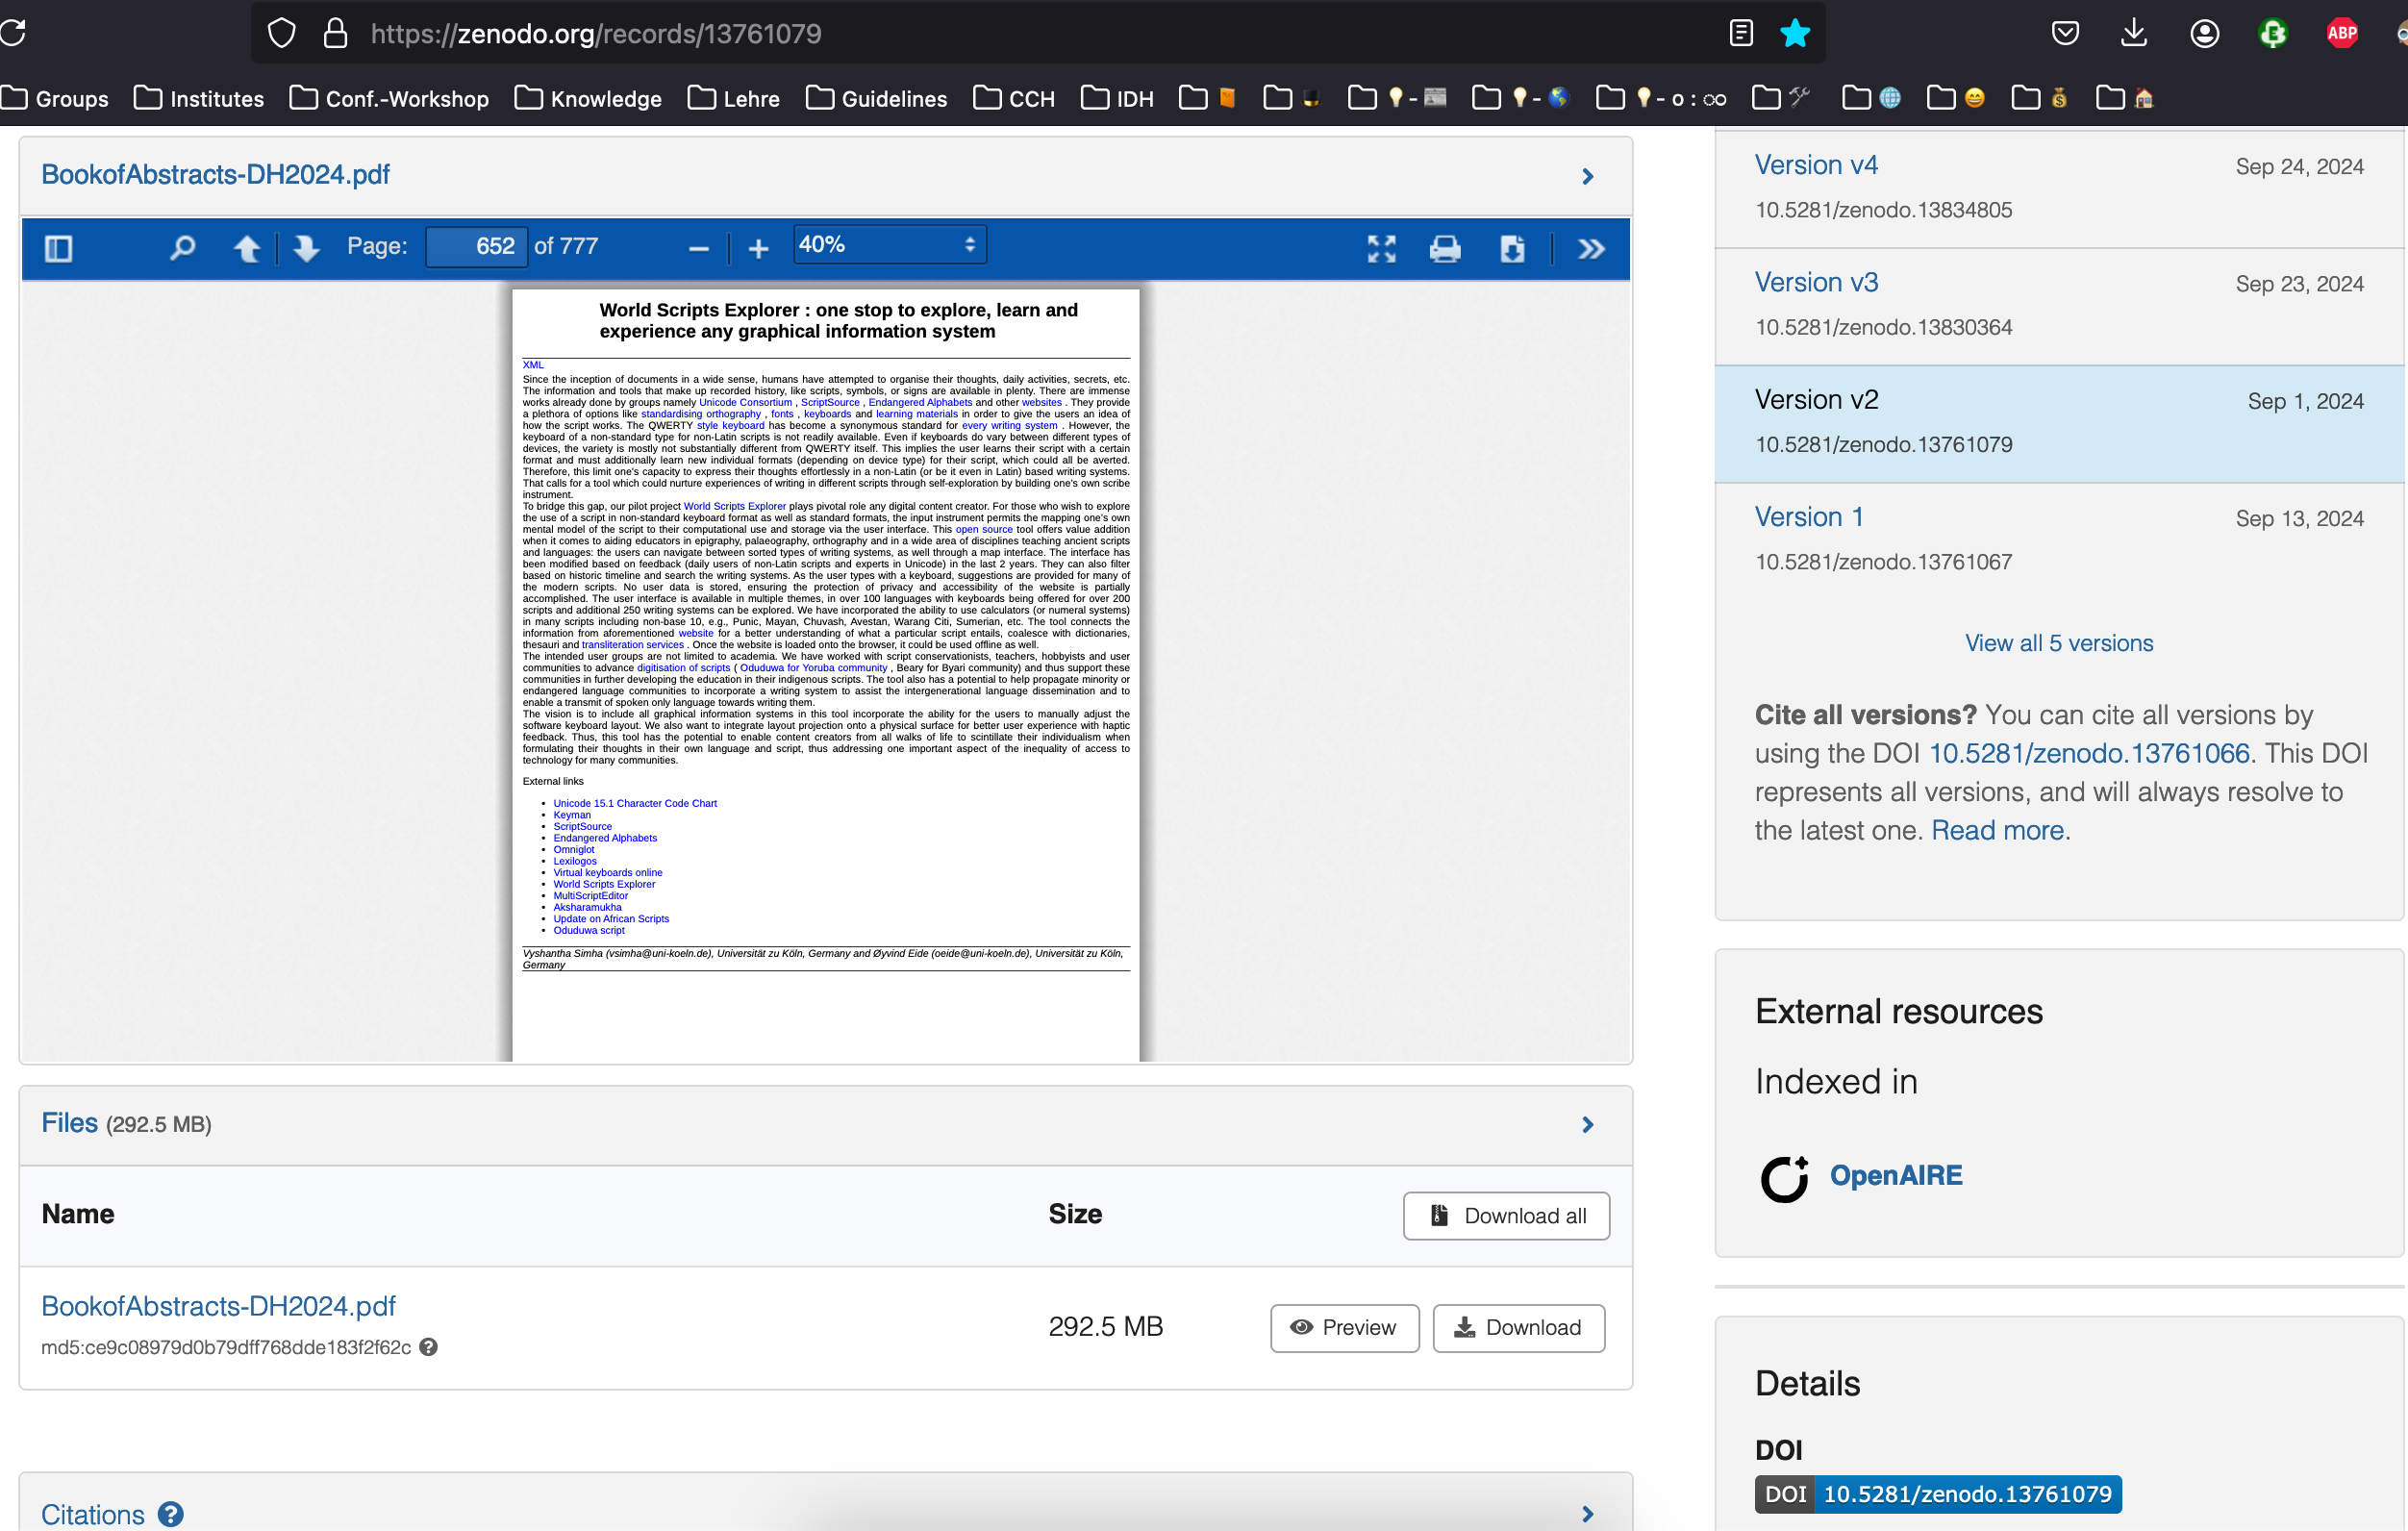 https://zenodo.org/records/13761079
ABP
Groups Institutes Conf.-Workshop Knowledge Lehre Guidelines CCH IDH
BookofAbstracts-DH2024.pdf
Page: 652 of 777 40%
World Scripts Explorer : one stop to explore, learn and
experience any graphical information system
XML
Since the inception of documents in a wide sense, humans have attempted to organise their thoughts, daily activities, secrets, etc.
The information and tools that make up recorded history, like scripts, symbols, or signs are available in plenty. There are immense
works already done by groups namely Unicode Consortium , ScriptSource , Endangered Alphabets and other websites . They provide
a plethora of options like standardising orthography , fonts , keyboards and learning materials in order to give the users an idea of
how the script works. The QWERTY style keyboard has become a synonymous standard for every writing system . However, the
keyboard of a non-standard type for non-Latin scripts is not readily available. Even if keyboards do vary between different types of
devices, the variety is mostly not substantially different from QWERTY itself. This implies the user learns their script with a certain
format and must additionally learn new individual formats (depending on device type) for their script, which could all be averted.
Therefore, this limit one's capacity to express their thoughts effortlessly in a non-Latin (or be it even in Latin) based writing systems.
That calls for a tool which could nurture experiences of writing in different scripts through self-exploration by building one's own scribe
instrument.
To bridge this gap, our pilot project World Scripts Explorer plays pivotal role any digital content creator. For those who wish to explore
the use of a script in non-standard keyboard format as well as standard formats, the input instrument permits the mapping one's own
mental model of the script to their computational use and storage via the user interface. This open source tool offers value addition
when it comes to aiding educators in epigraphy, palaeography, orthography and in a wide area of disciplines teaching ancient scripts
and languages: the users can navigate between sorted types of writing systems, as well through a map interface. The interface has
been modified based on feedback (daily users of non-Latin scripts and experts in Unicode) in the last 2 years. They can also filter
based on historic timeline and search the writing systems. As the user types with a keyboard, suggestions are provided for many of
the modern scripts. No user data is stored, ensuring the protection of privacy and accessibility of the website is partially
accomplished. The user interface is available in multiple themes, in over 100 languages with keyboards being offered for over 200
scripts and additional 250 writing systems can be explored. We have incorporated the ability to use calculators (or numeral systems)
in many scripts including non-base 10, e.g., Punic, Mayan, Chuvash, Avestan, Warang Citi, Sumerian, etc. The tool connects the
information from aforementioned website for a better understanding of what a particular script entails, coalesce with dictionaries,
thesauri and transliteration services . Once the website is loaded onto the browser, it could be used offline as well.
The intended user groups are not limited to academia. We have worked with script conservationists, teachers, hobbyists and user
communities to advance digitisation of scripts ( Oduduwa for Yoruba community , Beary for Byari community) and thus support these
communities in further developing the education in their indigenous scripts. The tool also has a potential to help propagate minority or
endangered language communities to incorporate a writing system to assist the intergenerational language dissemination and to
enable a transmit of spoken only language towards writing them.
The vision is to include all graphical information systems in this tool incorporate the ability for the users to manually adjust the
software keyboard layout. We also want to integrate layout projection onto a physical surface for better user experience with haptic
feedback. Thus, this tool has the potential to enable content creators from all walks of life to scintillate their individualism when
formulating their thoughts in their own language and script, thus addressing one important aspect of the inequality of access to
technology for many communities.
External links
Unicode 15.1 Character Code Chart
Keyman
ScriptSource
Endangered Alphabets
Omniglot
Lexilogos
Virtual keyboards online
World Scripts Explorer
MultiScriptEditor
Aksharamukha
Update on African Scripts
Oduduwa script
Vyshantha Simha (vsimha@uni-koeln.de), Universität zu Köln, Germany and Øyvind Eide (oeide@uni-koeln.de), Universität zu Köln,
Germany
Files (292.5 MB)
Name Size Download all
BookofAbstracts-DH2024.pdf
md5:ce9c08979d0b79dff768dde183f2f62c
292.5 MB Preview Download
Citations
Version v4 Sep 24, 2024
10.5281/zenodo.13834805
Version v3 Sep 23, 2024
10.5281/zenodo.13830364
Version v2 Sep 1, 2024
10.5281/zenodo.13761079
Version 1 Sep 13, 2024
10.5281/zenodo.13761067
View all 5 versions
Cite all versions? You can cite all versions by
using the DOI 10.5281/zenodo.13761066. This DOI
represents all versions, and will always resolve to
the latest one. Read more.
External resources
Indexed in
OpenAIRE
Details
DOI
DOI 10.5281/zenodo.13761079